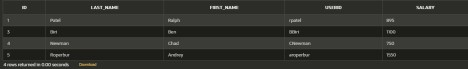 ID LAST_NAME FIRST_NAME USERID SALARY
1 Patel Ralph rpatel 895
3 Biri Ben BBiri 1100
4 Newman Chad CNewman 750
5 Ropeburn Audrey aropebur 1550
4 rows returned in 0.00 seconds Download